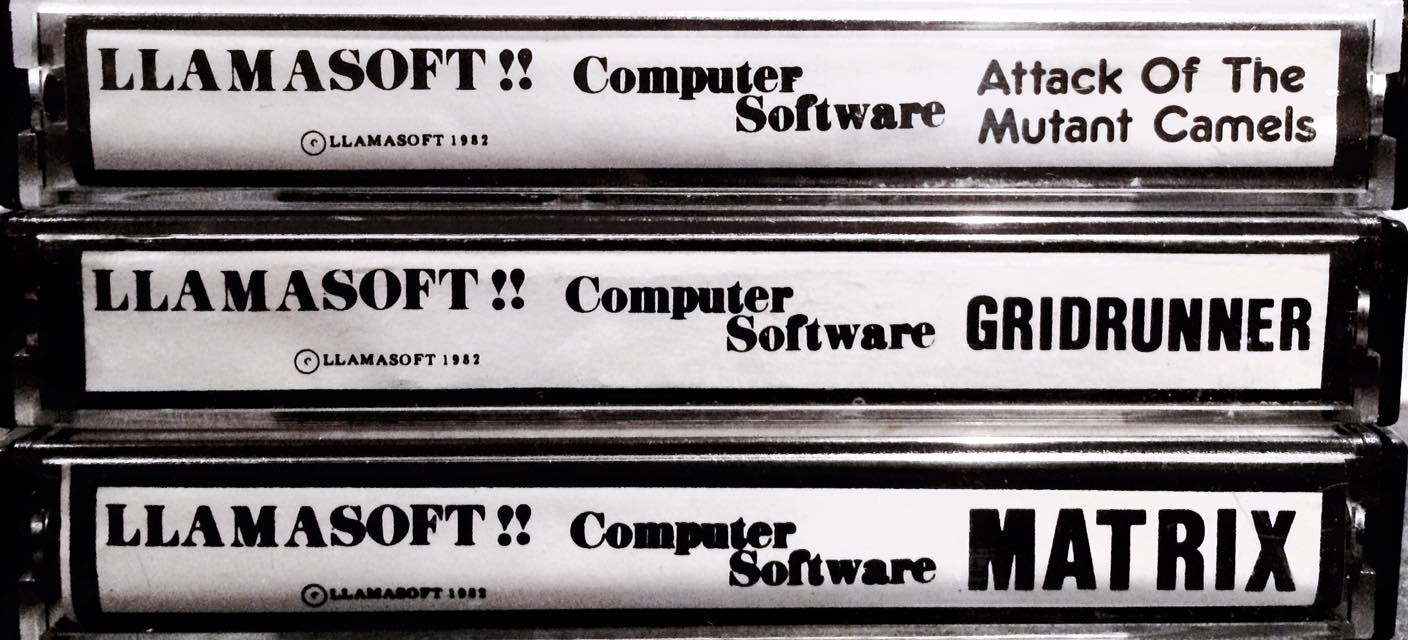 LLAMASOFT!! Computer Software Attack Of The Mutant Camels
© LLAMASOFT 1982
LLAMASOFT!! Computer Software GRIDRUNNER
© LLAMASOFT 1982
LLAMASOFT!! Computer Software MATRIX
© LLAMASOFT 1982